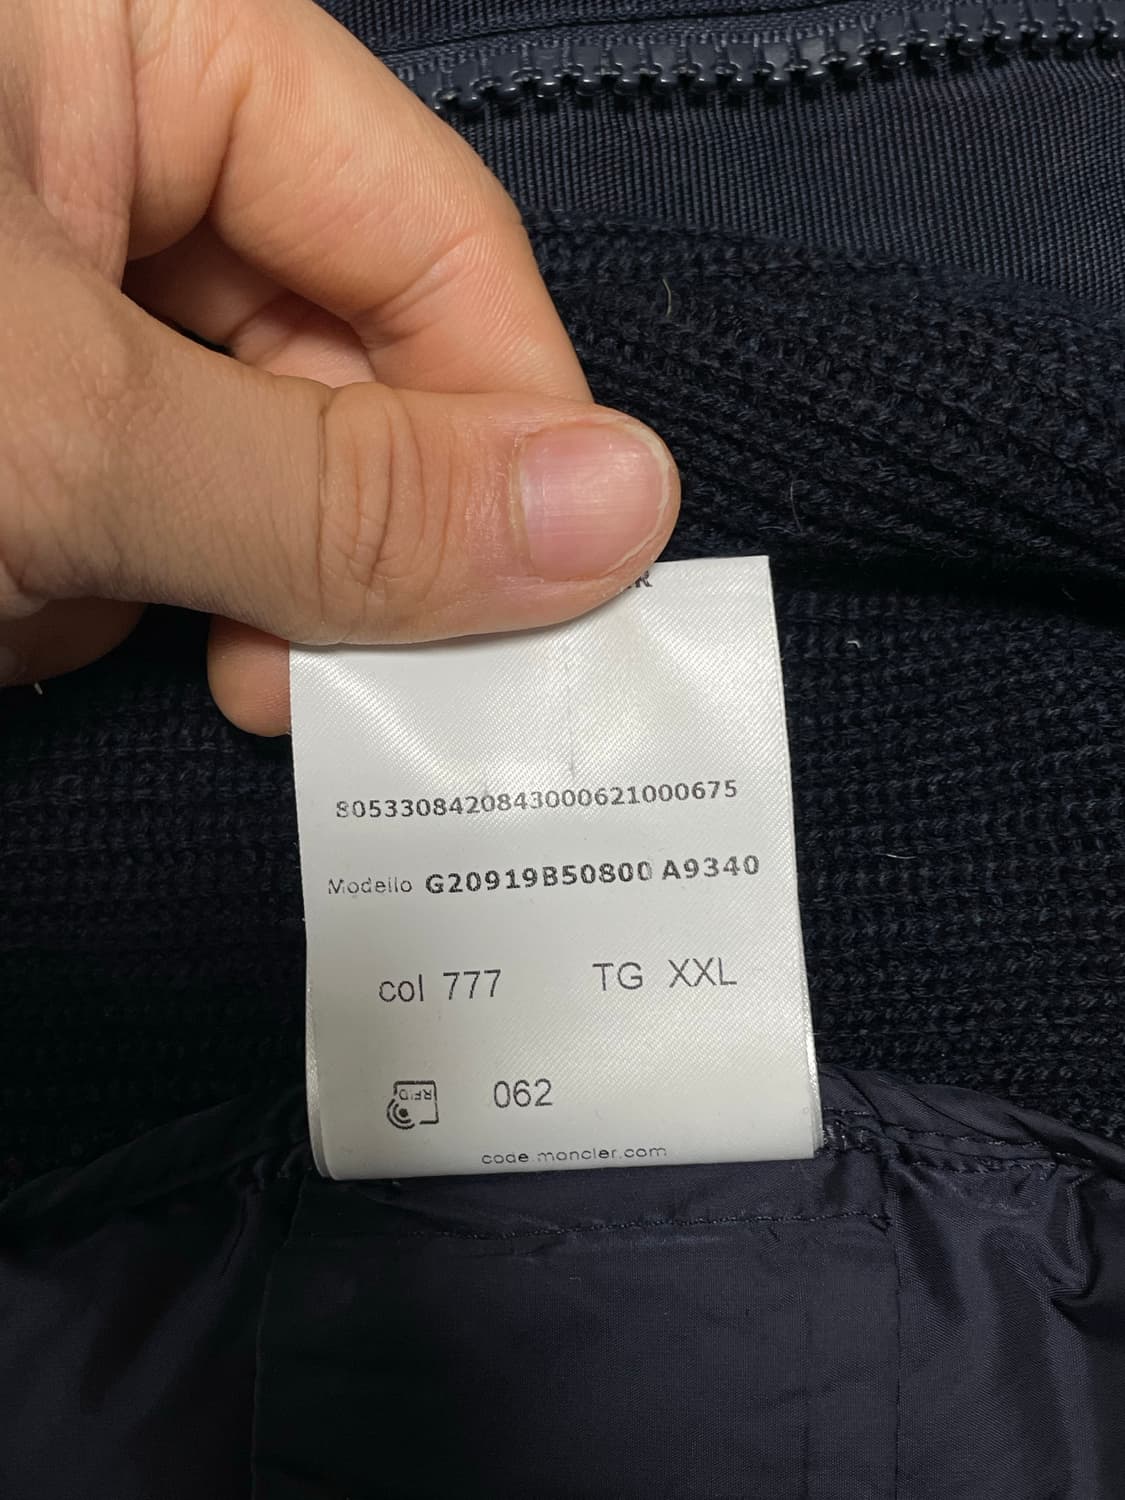 8053308420843000621000675
Modello G20919B50800 A9340
col 777 TG XXL
RFID 062
code.moncler.com